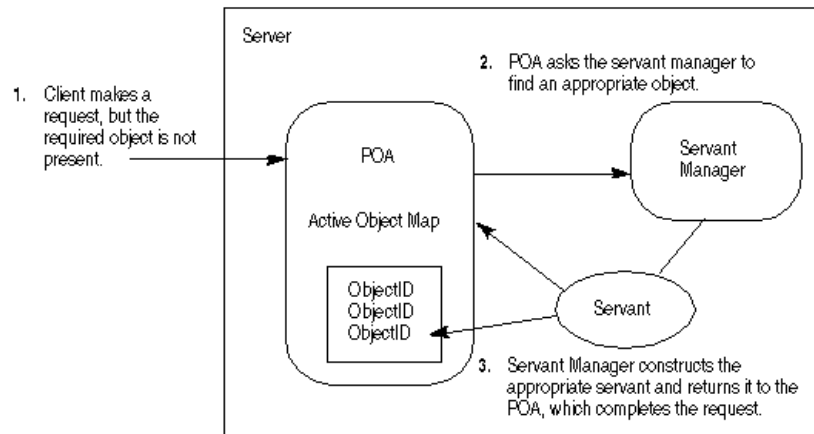 Server
1. Client makes a
request, but the
required object is not
present.
2. POA asks the servant manager to
find an appropriate object.
POA
Active Object Map
ObjectID
ObjectID
ObjectID
Servant
Manager
Servant
3. Servant Manager constructs the
appropriate servant and returns it to the
POA, which completes the request.